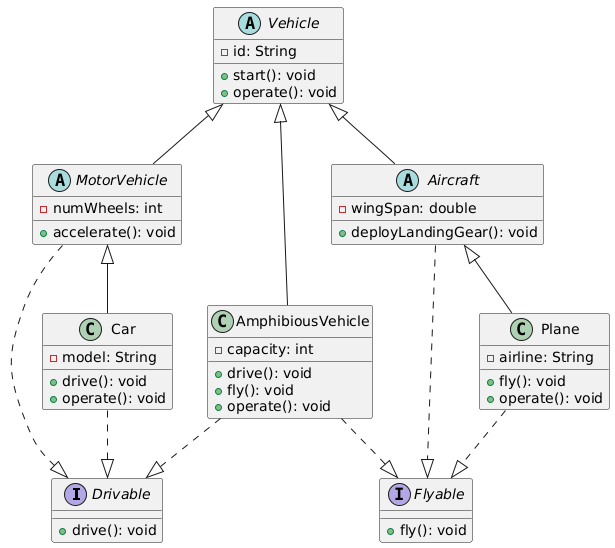 A Vehicle
id: String
start(): void
operate(): void
A MotorVehicle
numWheels: int
accelerate(): void
A Aircraft
wingSpan: double
deployLandingGear(): void
C Car
model: String
drive(): void
operate(): void
C AmphibiousVehicle
capacity: int
drive(): void
fly(): void
operate(): void
C Plane
airline: String
fly(): void
operate(): void
I Drivable
drive(): void
I Flyable
fly(): void